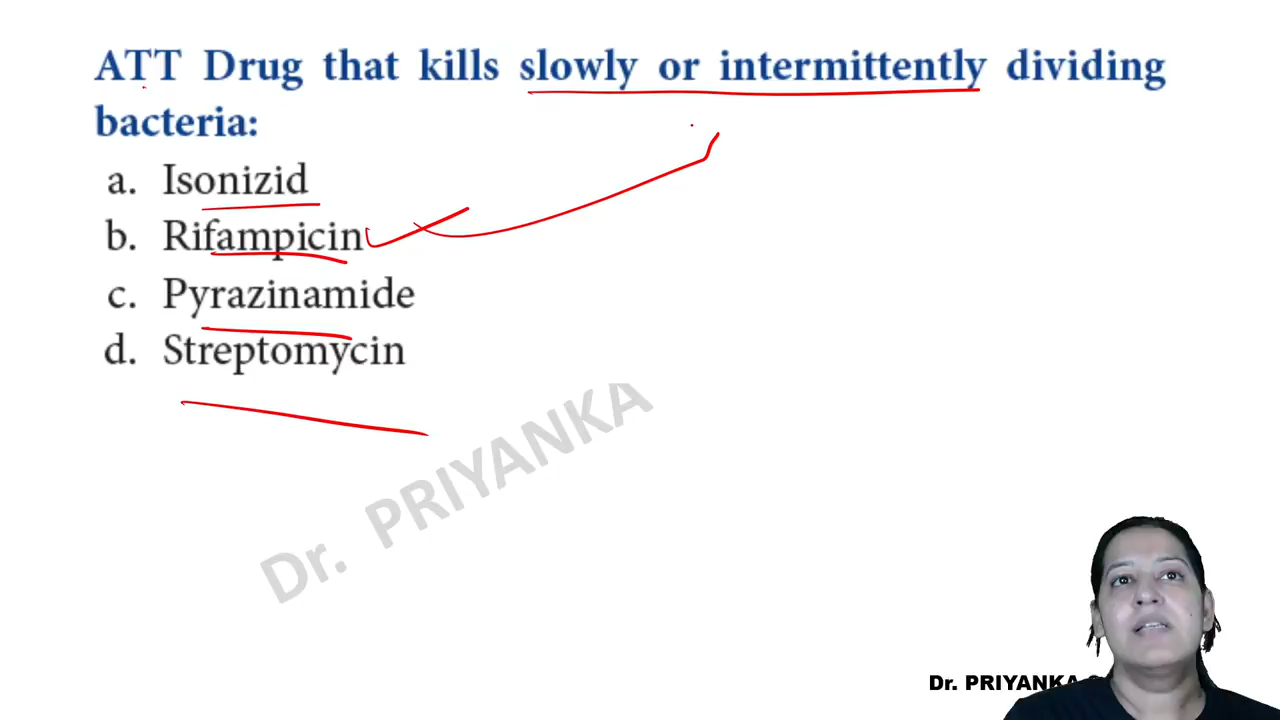 ATT Drug that kills slowly or intermittently dividing
bacteria:
a. Isonizid
b. Rifampicin
c. Pyrazinamide
d. Streptomycin
Dr. PRIYANKA
Dr. PRIYANKA